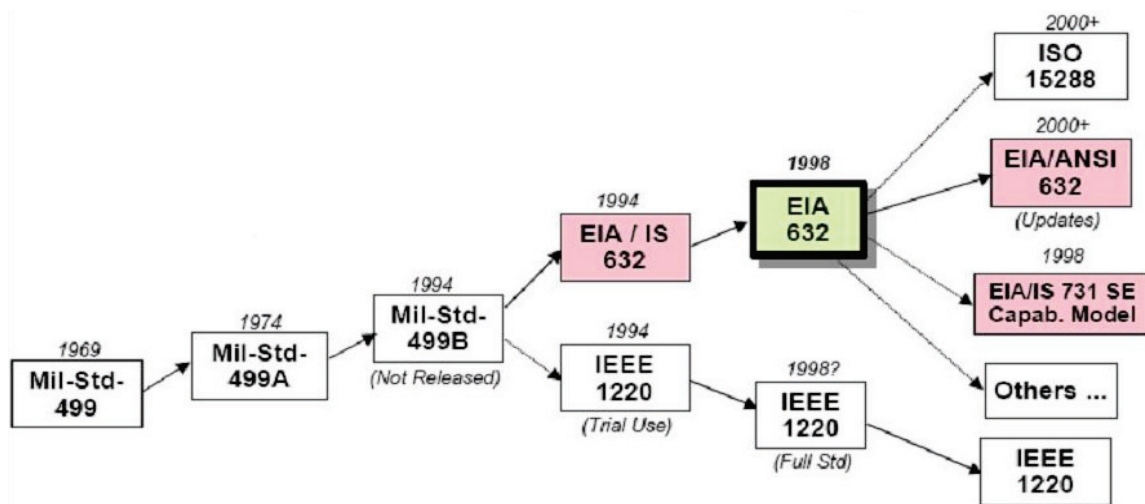 1969
Mil-Std-
499
1974
Mil-Std-
499A
1994
Mil-Std-
499B
(Not Released)
1994
EIA / IS
632
1994
IEEE
1220
(Trial Use)
1998
EIA
632
1998?
IEEE
1220
(Full Std)
2000+
ISO
15288
2000+
EIA/ANSI
632
(Updates)
1998
EIA/IS 731 SE
Capab. Model
Others ...
IEEE
1220